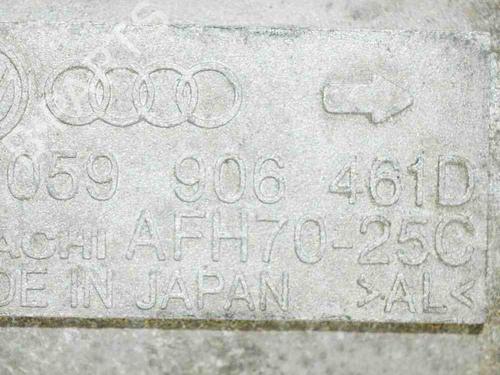 059 906 461D
ACHI AFH70-25C
DE IN JAPAN >AL<